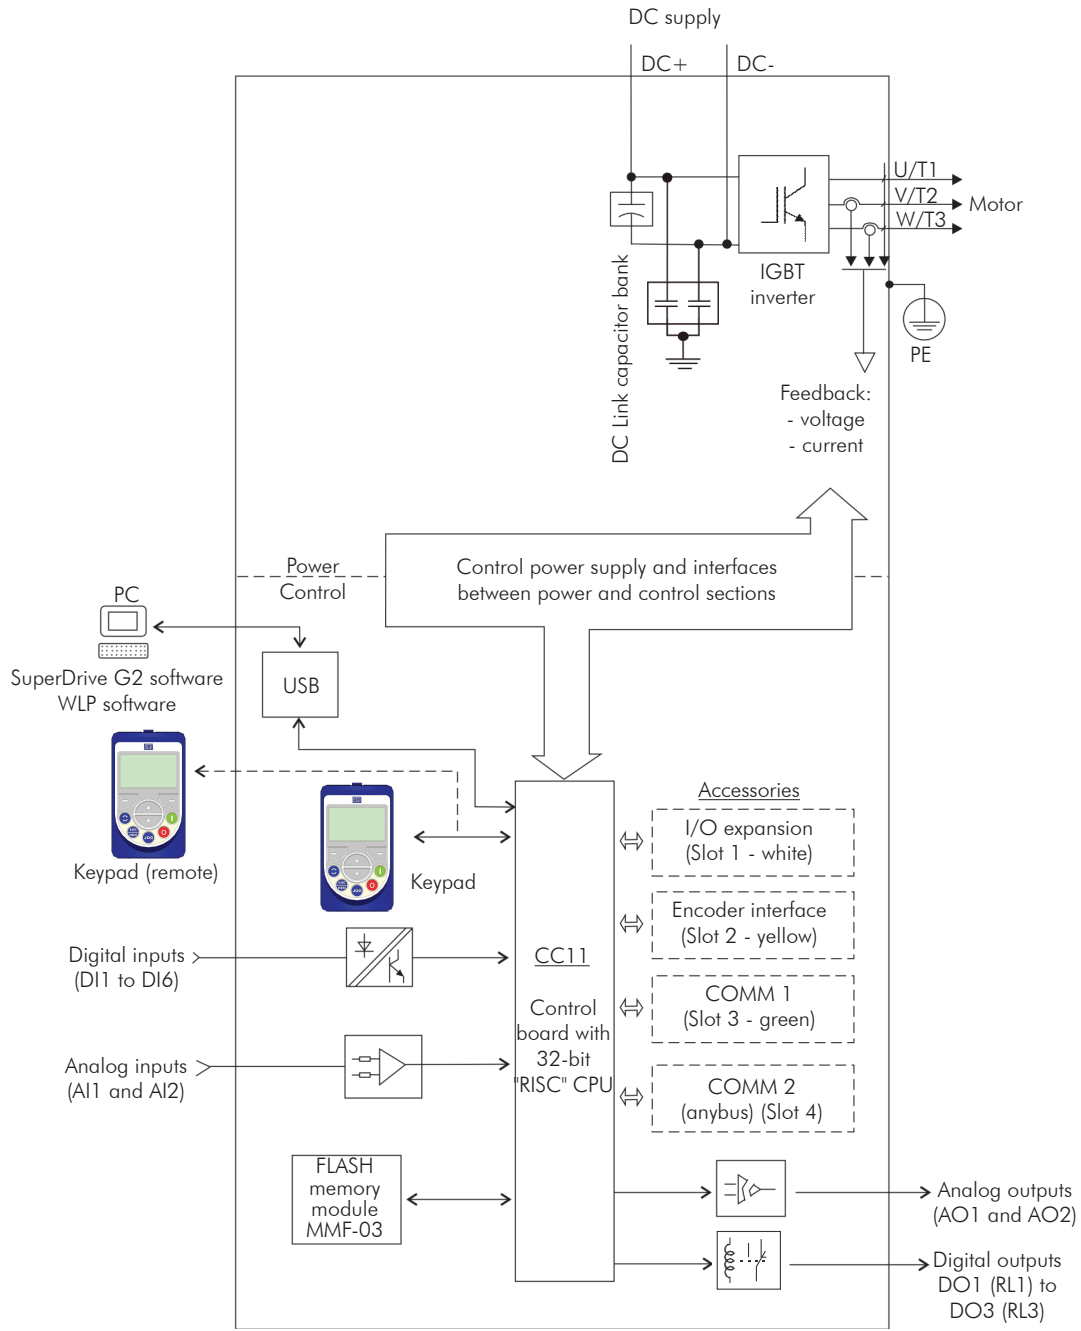 DC supply
DC+
DC-
U/T1
V/T2
W/T3
Motor
IGBT
inverter
DC Link capacitor bank
PE
Feedback:
- voltage
- current
Power
Control
Control power supply and interfaces
between power and control sections
PC
SuperDrive G2 software
WLP software
USB
Keypad (remote)
Keypad
Accessories
I/O expansion
(Slot 1 - white)
Encoder interface
(Slot 2 - yellow)
COMM 1
(Slot 3 - green)
COMM 2
(anybus) (Slot 4)
Digital inputs
(DI1 to DI6)
CC11
Control
board with
32-bit
"RISC" CPU
Analog inputs
(AI1 and AI2)
FLASH
memory
module
MMF-03
Analog outputs
(AO1 and AO2)
Digital outputs
DO1 (RL1) to
DO3 (RL3)